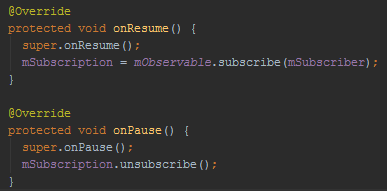 @Override
protected void onResume() {
  super.onResume();
  mSubscription = mObservable.subscribe(mSubscriber);
}

@Override
protected void onPause() {
  super.onPause();
  mSubscription.unsubscribe();
}